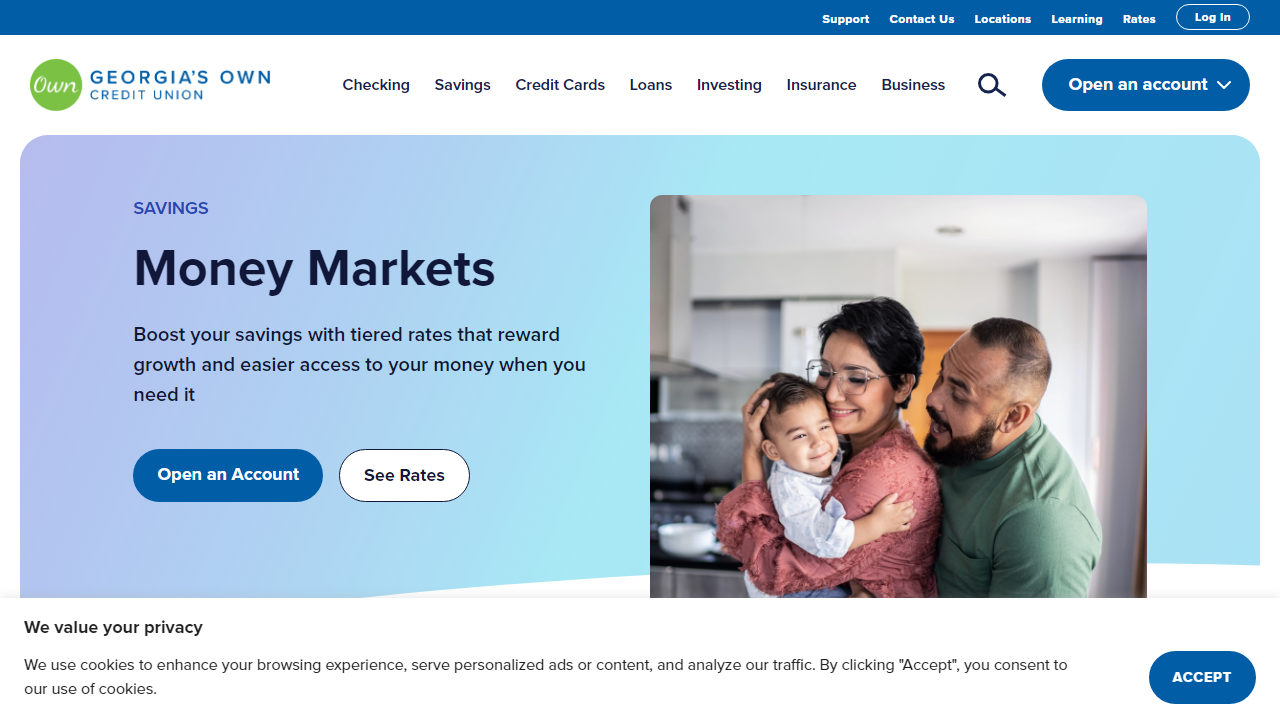 Support Contact Us Locations Learning Rates Log In
Own GEORGIA'S OWN
CREDIT UNION
Checking Savings Credit Cards Loans Investing Insurance Business Open an account
SAVINGS
Money Markets
Boost your savings with tiered rates that reward
growth and easier access to your money when you
need it
Open an Account See Rates
We value your privacy
We use cookies to enhance your browsing experience, serve personalized ads or content, and analyze our traffic. By clicking "Accept", you consent to
our use of cookies.
ACCEPT